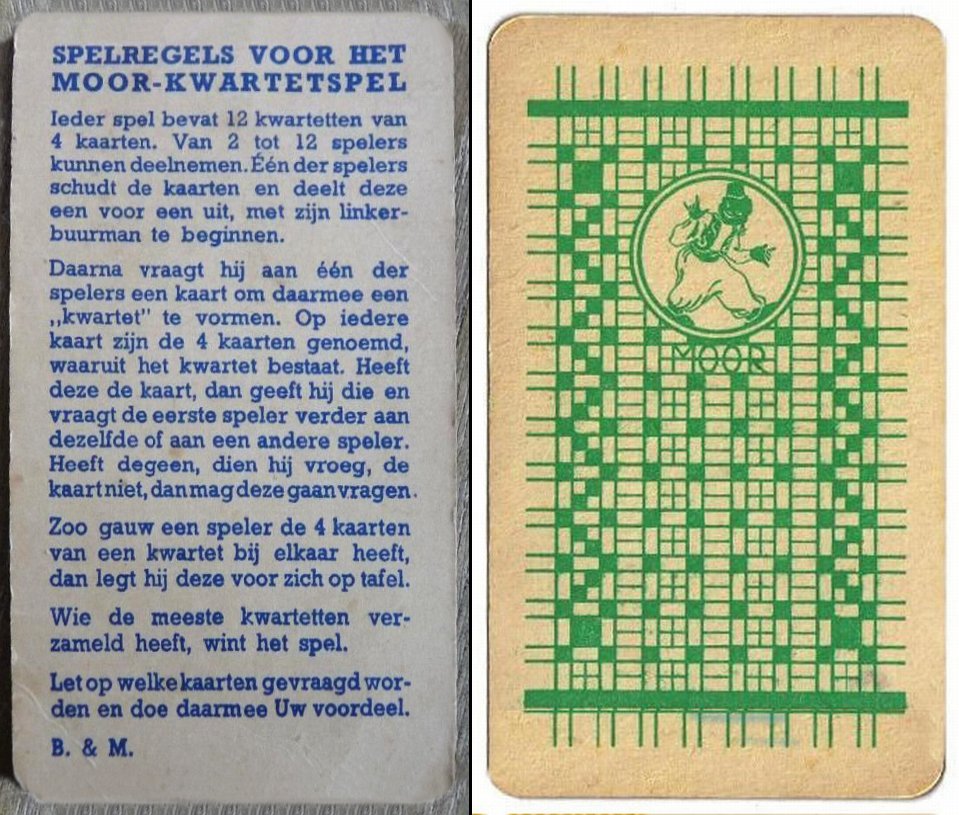 SPELREGELS VOOR HET
MOOR-KWARTETSPEL
Ieder spel bevat 12 kwartetten van
4 kaarten. Van 2 tot 12 spelers
kunnen deelnemen. Één der spelers
schudt de kaarten en deelt deze
een voor een uit, met zijn linker-
buurman te beginnen.
Daarna vraagt hij aan één der
spelers een kaart om daarmee een
„kwartet" te vormen. Op iedere
kaart zijn de 4 kaarten genoemd,
waaruit het kwartet bestaat. Heeft
deze de kaart, dan geeft hij die en
vraagt de eerste speler verder aan
dezelfde of aan een andere speler.
Heeft degeen, dien hij vroeg, de
kaart niet, dan mag deze gaan vragen.
Zoo gauw een speler de 4 kaarten
van een kwartet bij elkaar heeft,
dan legt hij deze voor zich op tafel.
Wie de meeste kwartetten ver-
zameld heeft, wint het spel.
Let op welke kaarten gevraagd wor-
den en doe daarmee Uw voordeel.
B. & M.
MOOR